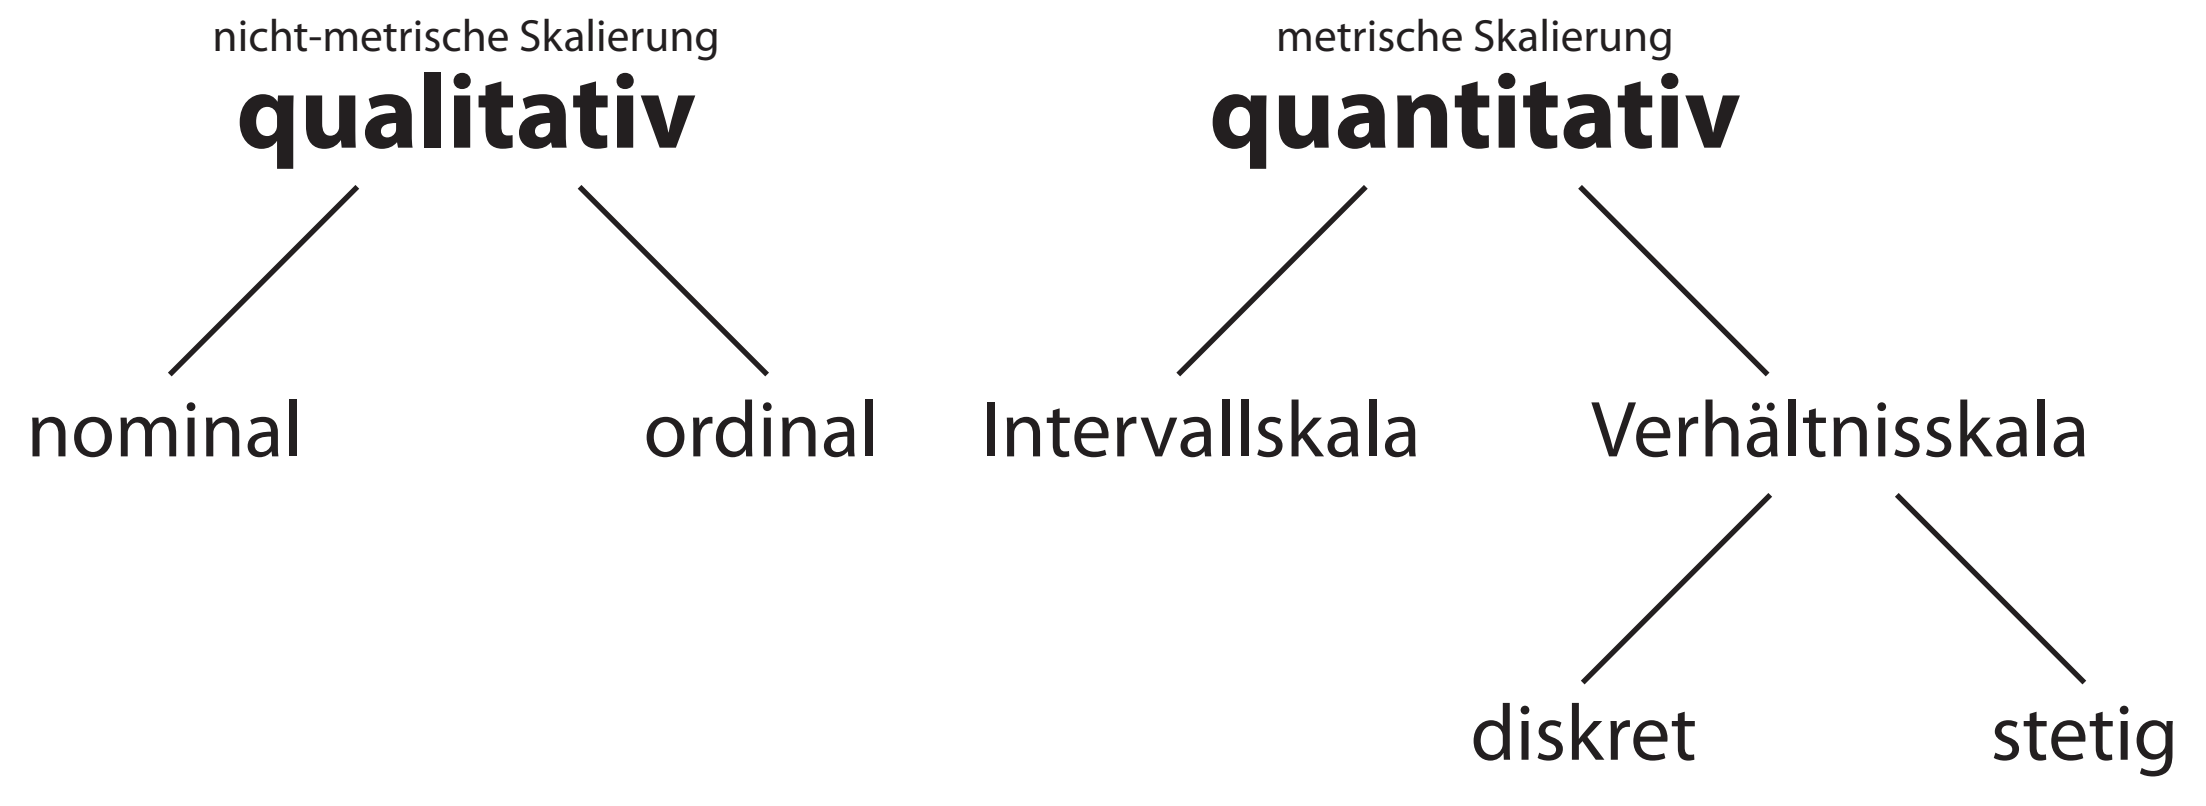 nicht-metrische Skalierung
qualitativ
metrische Skalierung
quantitativ
nominal
ordinal
Intervallskala
Verhältnisskala
diskret
stetig